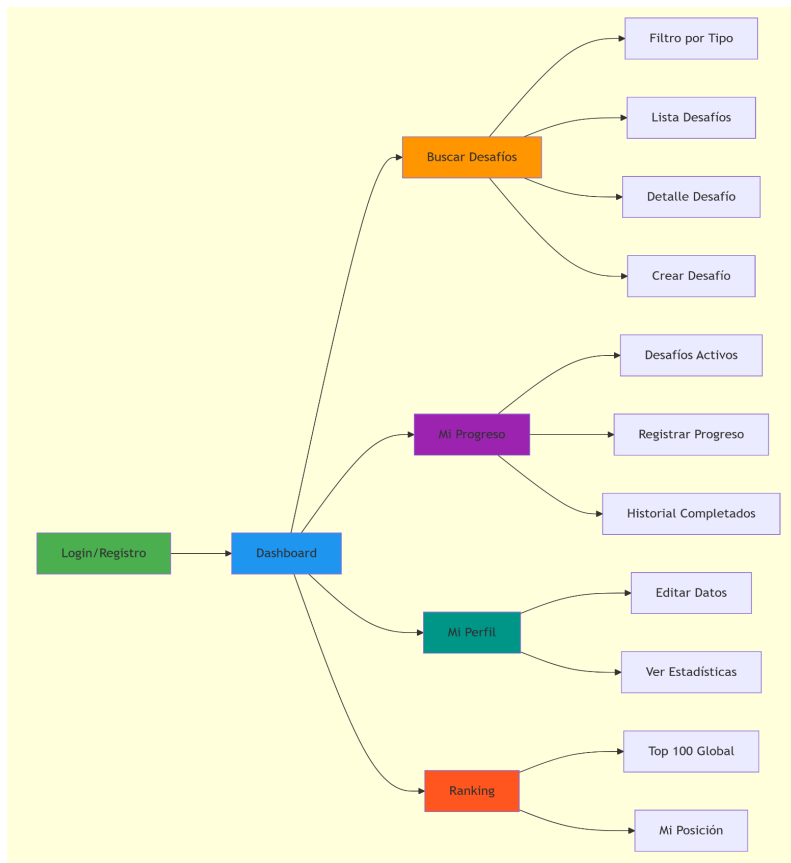 Login/Registro
Dashboard
Buscar Desafíos
Filtro por Tipo
Lista Desafíos
Detalle Desafío
Crear Desafío
Mi Progreso
Desafíos Activos
Registrar Progreso
Historial Completados
Mi Perfil
Editar Datos
Ver Estadísticas
Ranking
Top 100 Global
Mi Posición